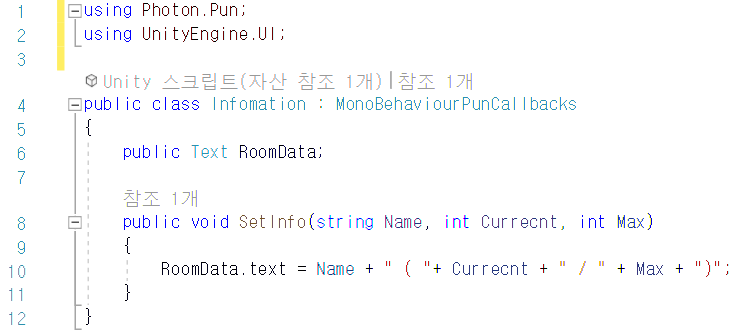 1 using Photon.Pun;
2 using UnityEngine.UI;
3
Unity 스크립트(자산 참조 1개)|참조 1개
4 public class Infomation : MonoBehaviourPunCallbacks
5 {
6 public Text RoomData;
7
참조 1개
8 public void SetInfo(string Name, int Currecnt, int Max)
9 {
10 RoomData.text = Name + " ( "+ Currecnt + " / " + Max + ")";
11 }
12 }